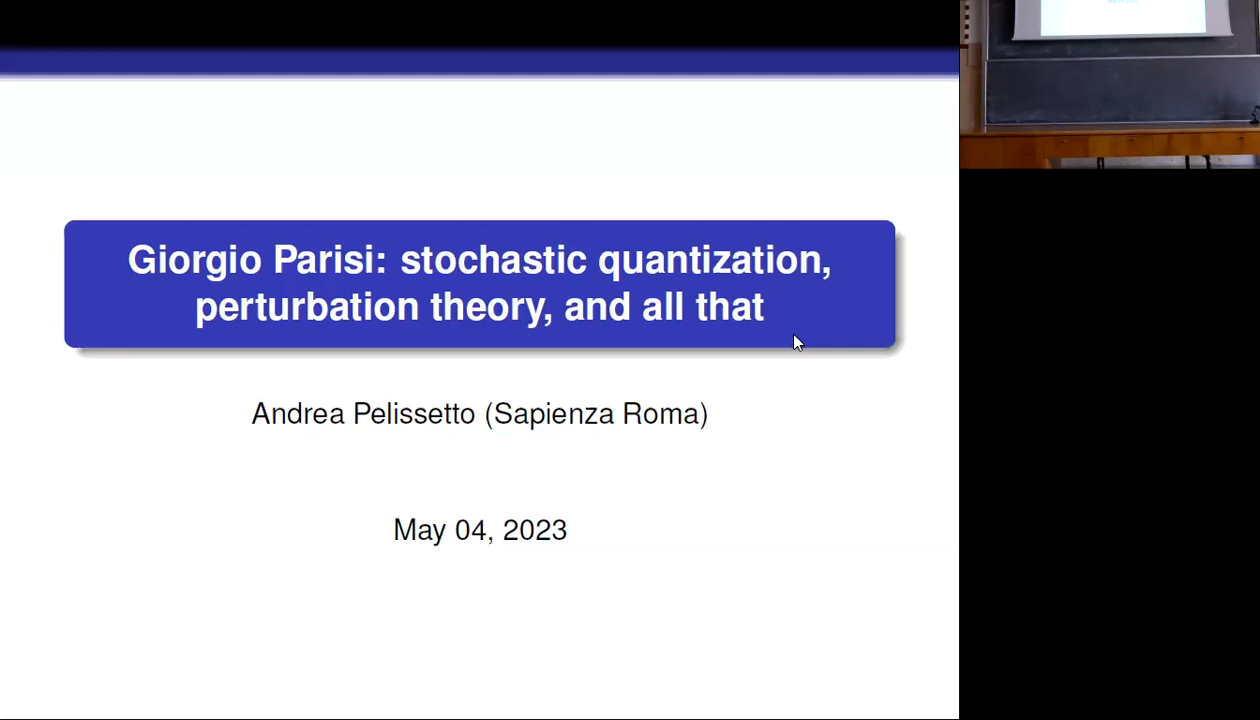 Giorgio Parisi: stochastic quantization,
perturbation theory, and all that
Andrea Pelissetto (Sapienza Roma)
May 04, 2023